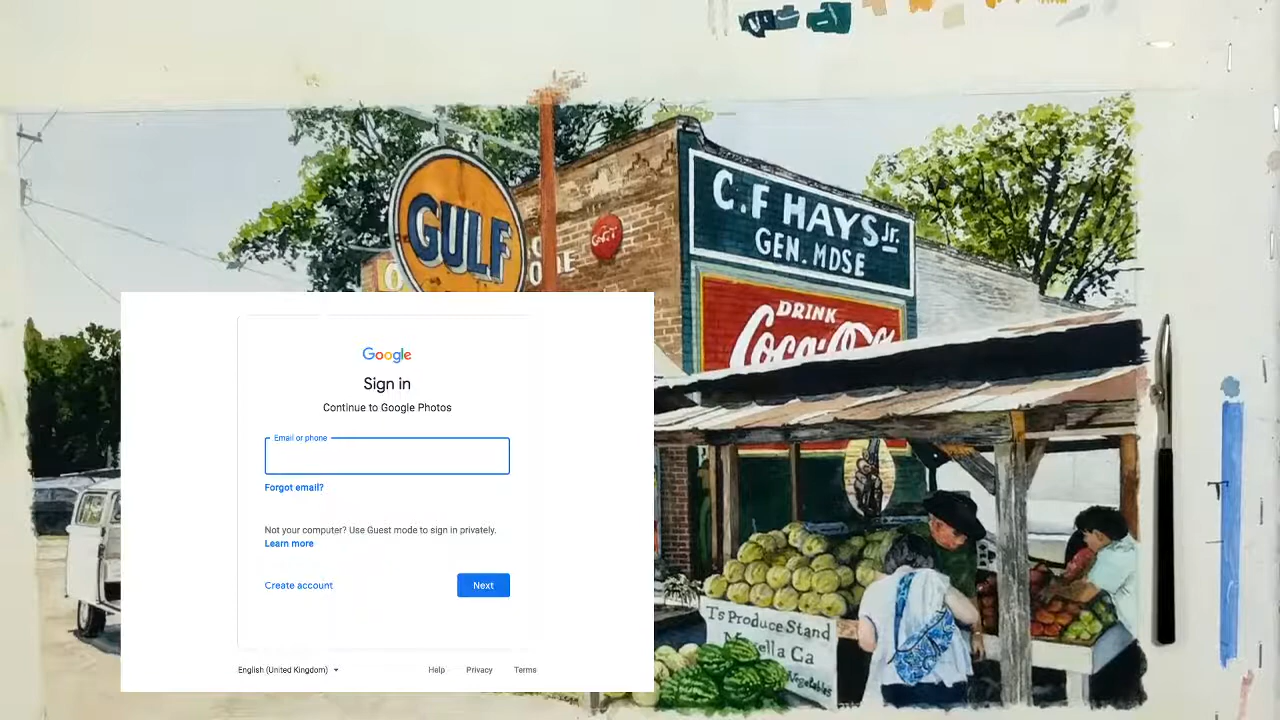 GULF
C.F HAYS Jr.
GEN. MDSE
DRINK
Coca-Cola
Google
Sign in
Continue to Google Photos
Email or phone
Forgot email?
Not your computer? Use Guest mode to sign in privately.
Learn more
Create account
Next
English (United Kingdom)
Help Privacy Terms
T's Produce Stand
Ca
Vegetables